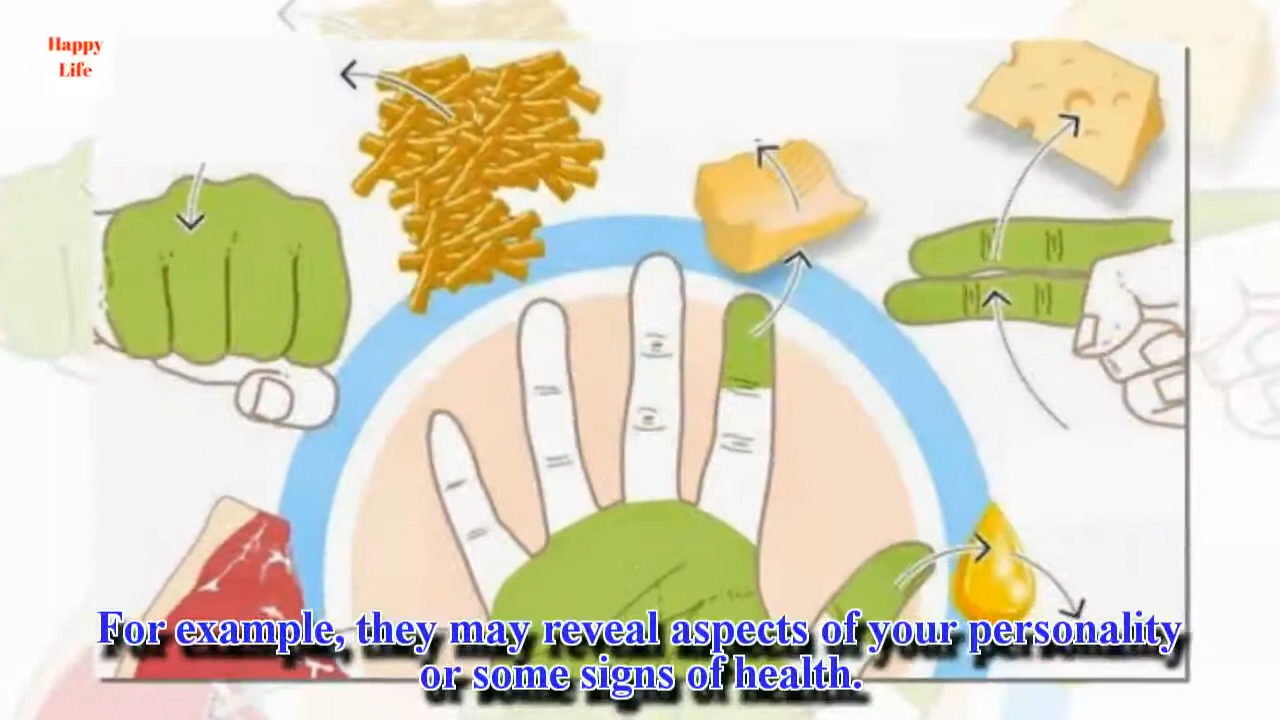 Happy
Life
For example, they may reveal aspects of your personality
or some signs of health.